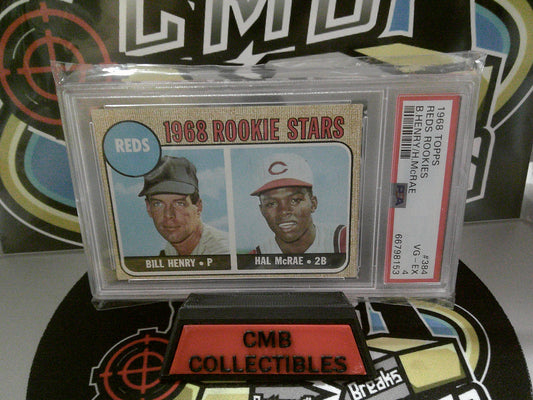 CMB
1968 ROOKIE STARS
REDS
BILL HENRY • P
HAL McRAE • 2B
1968 TOPPS
REDS ROOKIES
B.HENRY/H.McRAE
#384
VG-EX
4
PSA
66798153
C
CMB
COLLECTIBLES
Breaks